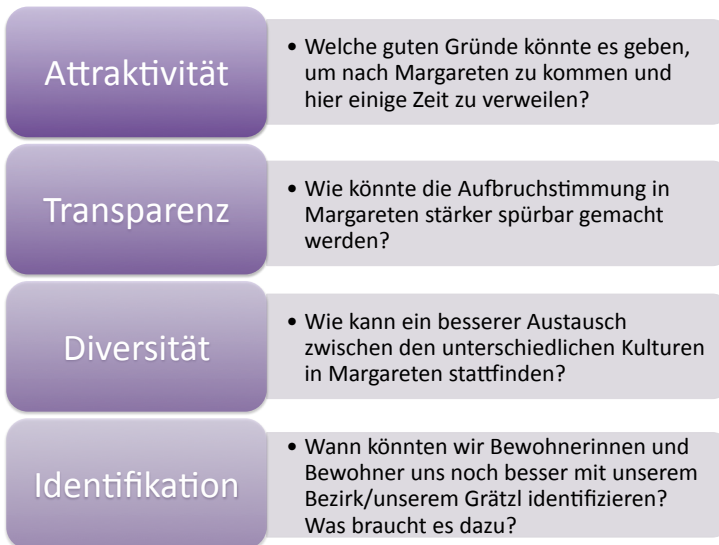 Attraktivität
• Welche guten Gründe könnte es geben,
um nach Margareten zu kommen und
hier einige Zeit zu verweilen?
Transparenz
• Wie könnte die Aufbruchstimmung in
Margareten stärker spürbar gemacht
werden?
Diversität
• Wie kann ein besserer Austausch
zwischen den unterschiedlichen Kulturen
in Margareten stattfinden?
Identifikation
• Wann könnten wir Bewohnerinnen und
Bewohner uns noch besser mit unserem
Bezirk/unserem Grätzl identifizieren?
Was braucht es dazu?